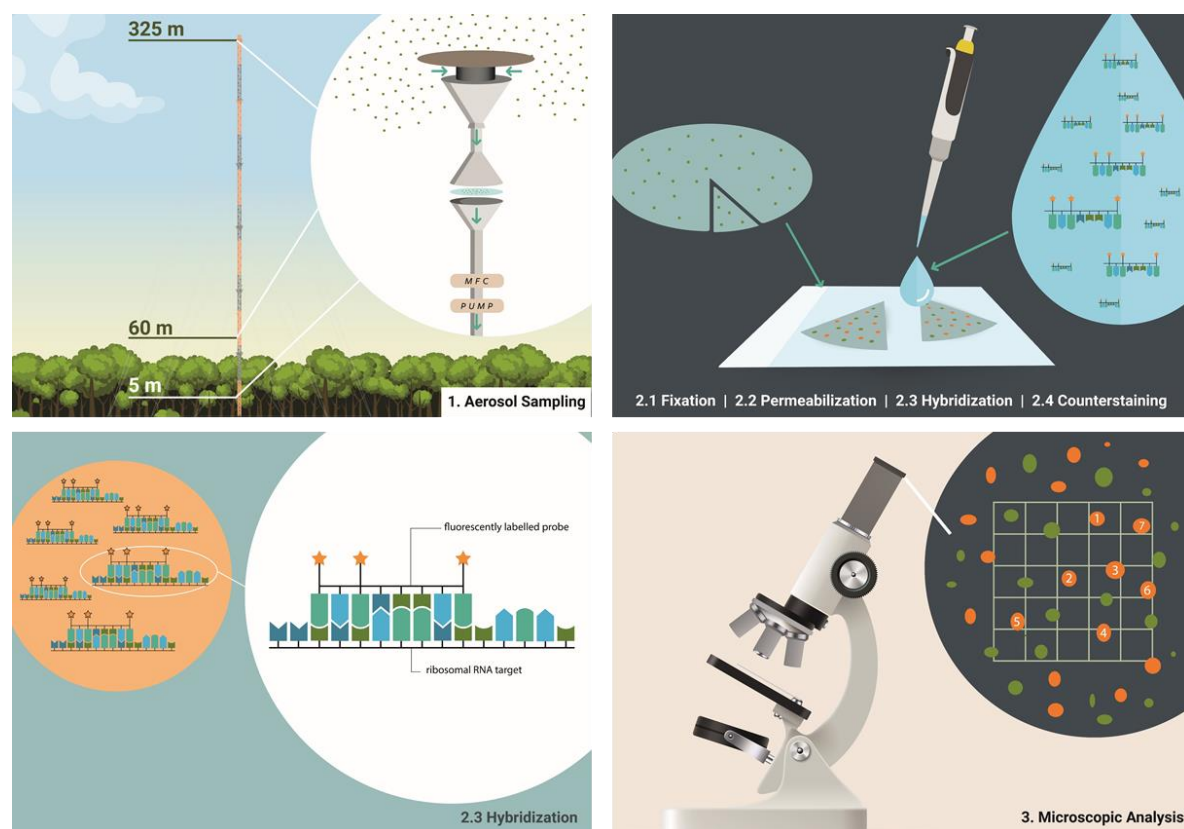 325 m
60 m
5 m
MFC
PUMP
1. Aerosol Sampling
2.1 Fixation | 2.2 Permeabilization | 2.3 Hybridization | 2.4 Counterstaining
fluorescently labelled probe
ribosomal RNA target
2.3 Hybridization
1
7
3
2
6
5
4
3. Microscopic Analysis